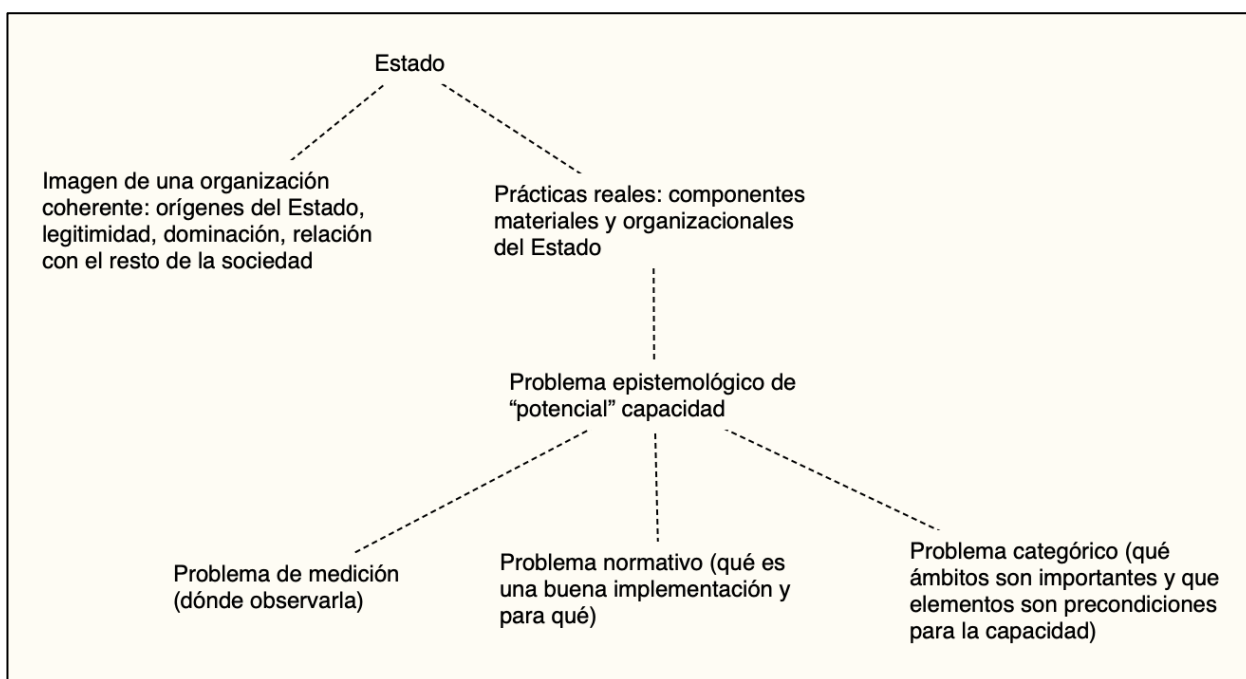 Estado
Imagen de una organización
coherente: orígenes del Estado,
legitimidad, dominación, relación
con el resto de la sociedad
Prácticas reales: componentes
materiales y organizacionales
del Estado
Problema epistemológico de
“potencial” capacidad
Problema de medición
(dónde observarla)
Problema normativo (qué es
una buena implementación y
para qué)
Problema categórico (qué
ámbitos son importantes y que
elementos son precondiciones
para la capacidad)